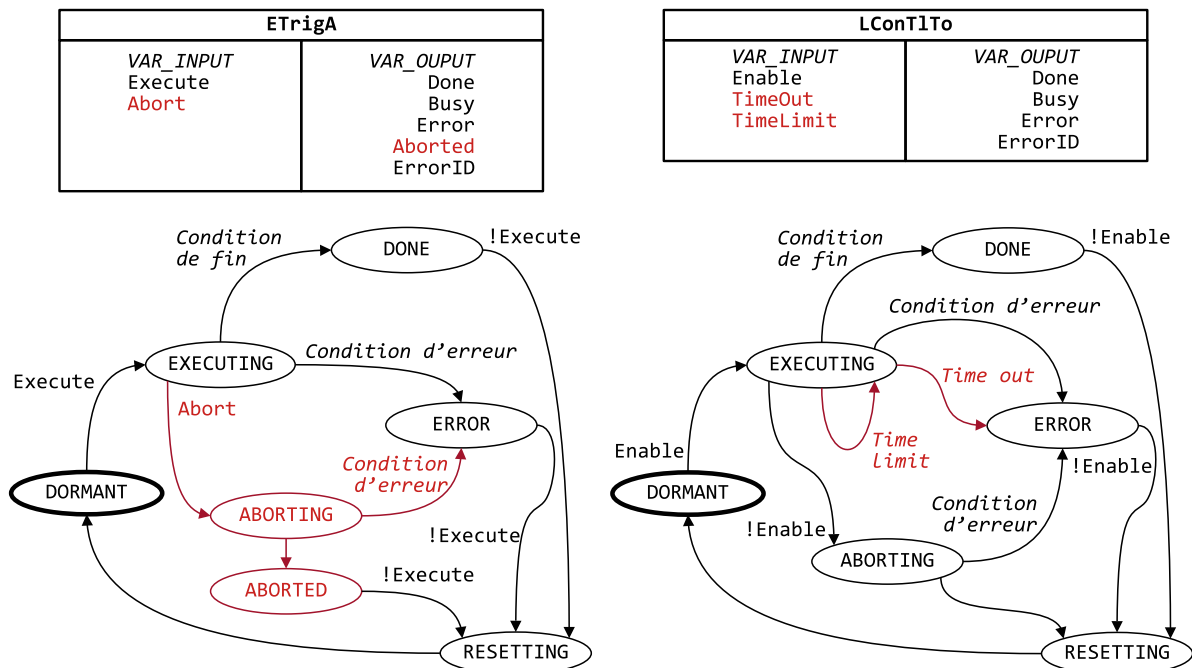 ETrigA
VAR_INPUT
Execute
Abort
VAR_OUPUT
Done
Busy
Error
Aborted
ErrorID
Condition
de fin
DONE
!Execute
EXECUTING
Condition d'erreur
Execute
Abort
ERROR
Condition
d'erreur
DORMANT
ABORTING
!Execute
ABORTED
!Execute
RESETTING
LConTlTo
VAR_INPUT
Enable
TimeOut
TimeLimit
VAR_OUPUT
Done
Busy
Error
ErrorID
Condition
de fin
DONE
!Enable
Condition d'erreur
EXECUTING
Time out
ERROR
Time
limit
Enable
!Enable
DORMANT
Condition
d'erreur
!Enable
ABORTING
RESETTING